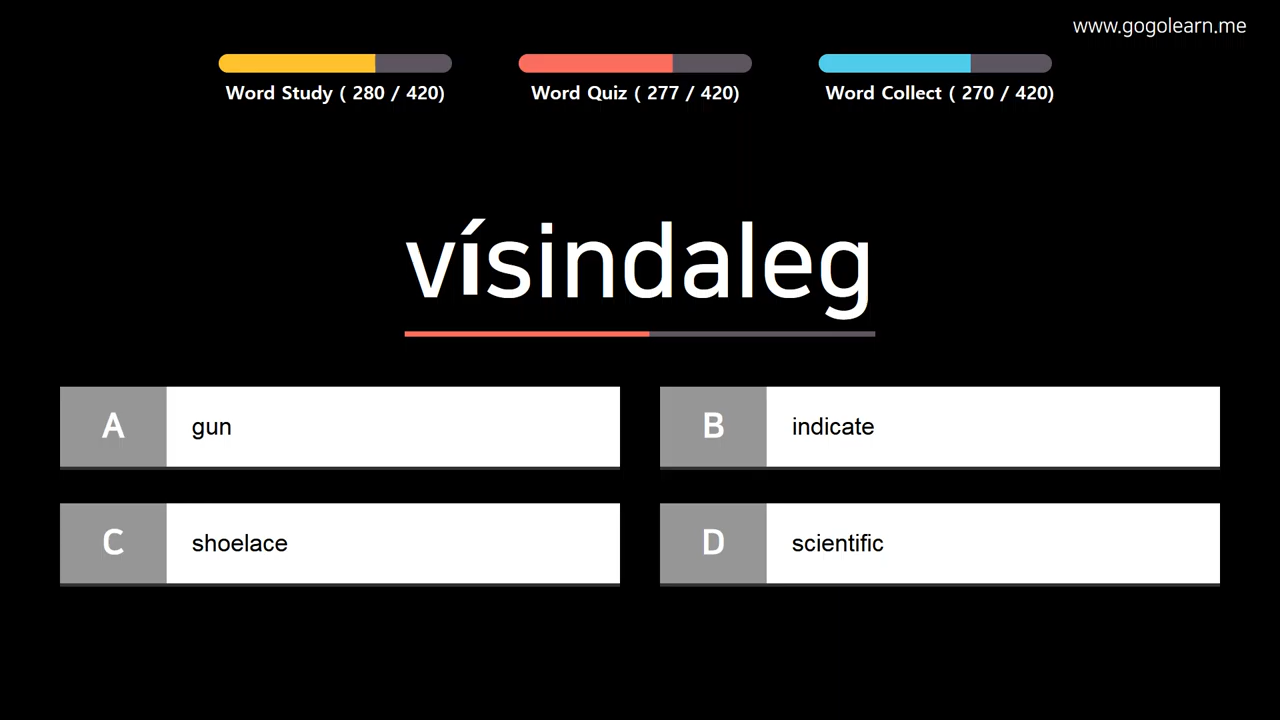 www.gogolearn.me
Word Study ( 280 / 420)
Word Quiz ( 277 / 420)
Word Collect ( 270 / 420)
vísindaleg
A gun
B indicate
C shoelace
D scientific